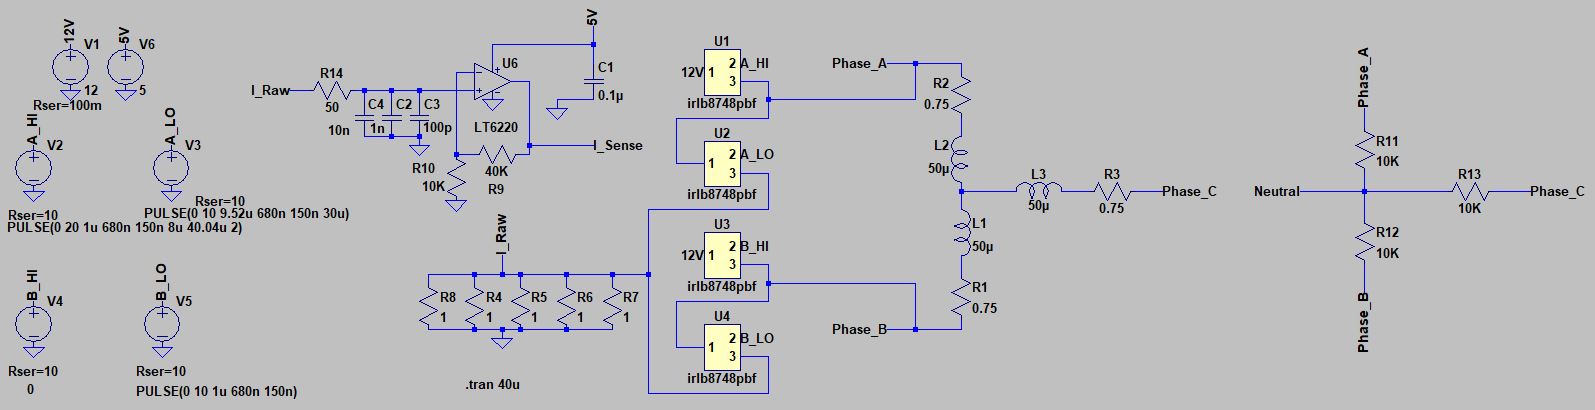 12V
V1
12
Rser=100m
5V
V6
5
A_HI
V2
Rser=10
PULSE(0 20 1u 680n 150n 8u 40.04u 2)
A_LO
V3
Rser=10
PULSE(0 10 9.52u 680n 150n 30u)
B_HI
V4
Rser=10
0
B_LO
V5
Rser=10
PULSE(0 10 1u 680n 150n)
I_Raw
R14
50
C4
10n
C2
1n
C3
100p
U6
LT6220
5V
C1
0.1µ
I_Sense
R10
10K
40K
R9
I_Raw
R8
1
R4
1
R5
1
R6
1
R7
1
.tran 40u
U1
12V 1
2 A_HI
3
irlb8748pbf
U2
1
2 A_LO
3
irlb8748pbf
U3
12V 1
2 B_HI
3
irlb8748pbf
U4
1
2 B_LO
3
irlb8748pbf
Phase_A
R2
0.75
L2
50µ
L3
50µ
R3
0.75
Phase_C
L1
50µ
R1
0.75
Phase_B
Phase_A
R11
10K
Neutral
R13
10K
Phase_C
R12
10K
Phase_B